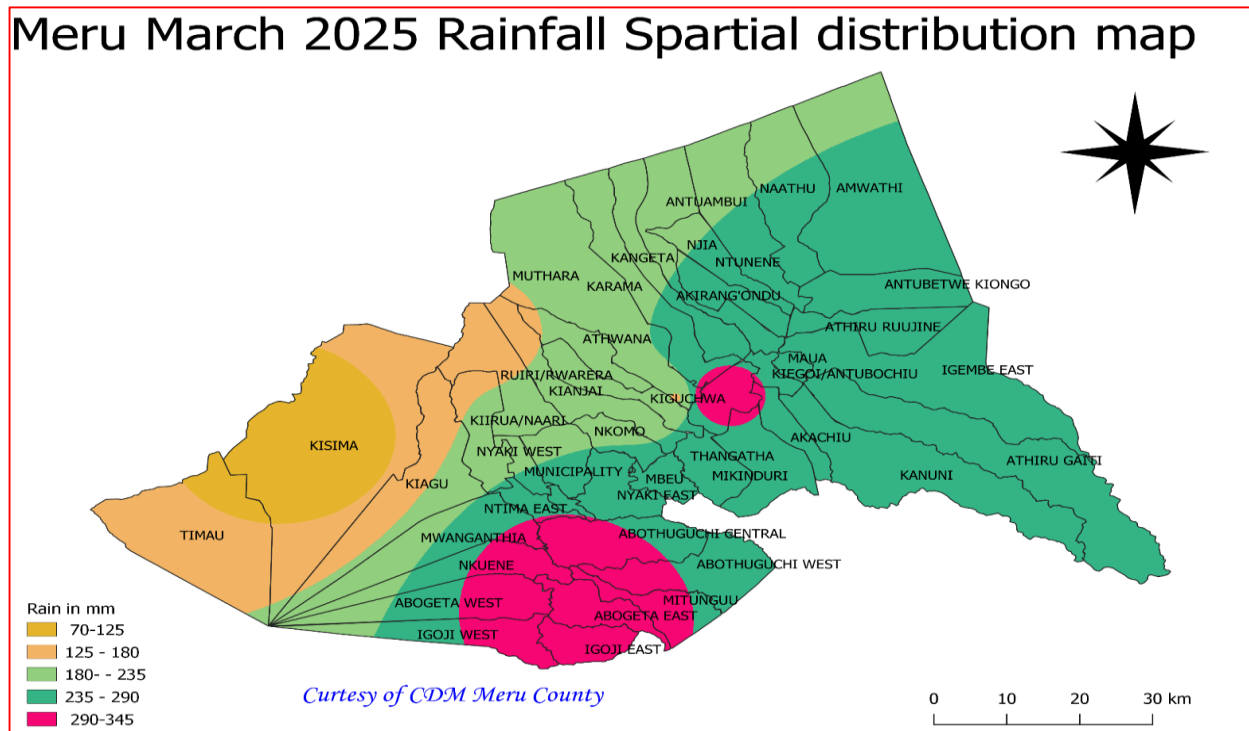 Meru March 2025 Rainfall Spartial distribution map
NAATHU
AMWATHI
ANTUAMBUI
NJIA
KANGETA
NTUNENE
MUTHARA
KARAMA
ANTUBETWE KIONGO
AKIRANG'ONDU
ATHIRU RUUJINE
ATHWANA
MAUA
IGEMBE EAST
RUIRI/RWARERA
KIEGOI/ANTUBOCHIU
KIANJAI
KIGUCHWA
KIIRUA/NAARI
NKOMO
AKACHIU
KISIMA
NYAKI WEST
THANGATHA
ATHIRU GAITI
MUNICIPALITY
MBEU
MIKINDURI
KANUNI
KIAGU
NYAKI EAST
NTIMA EAST
TIMAU
MWANGANTHIA
ABOTHUGUCHI CENTRAL
NKUENE
ABOTHUGUCHI WEST
ABOGETA WEST
MITUNGUU
ABOGETA EAST
IGOJI WEST
IGOJI EAST
Rain in mm
70-125
125 - 180
180- - 235
235 - 290
290-345
Curtesy of CDM Meru County
0 10 20 30 km